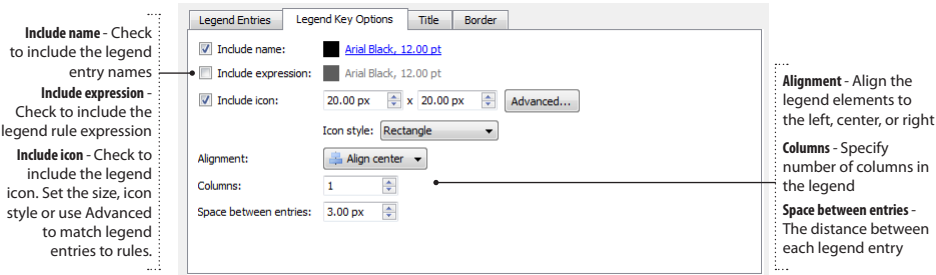 Include name - Check
to include the legend
entry names
Include expression -
Check to include the
legend rule expression
Include icon - Check to
include the legend
icon. Set the size, icon
style or use Advanced
to match legend
entries to rules.
Legend Entries Legend Key Options Title Border
Include name: Arial Black, 12.00 pt
Include expression: Arial Black, 12.00 pt
Include icon: 20.00 px x 20.00 px Advanced...
Icon style: Rectangle
Alignment: Align center
Columns: 1
Space between entries: 3.00 px
Alignment - Align the
legend elements to
the left, center, or right
Columns - Specify
number of columns in
the legend
Space between entries -
The distance between
each legend entry